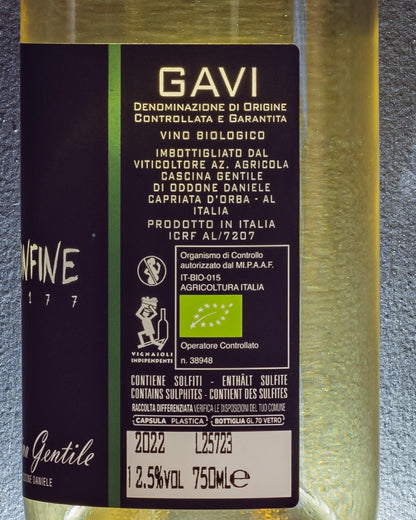 GAVI
DENOMINAZIONE DI ORIGINE
CONTROLLATA E GARANTITA
VINO BIOLOGICO
IMBOTTIGLIATO DAL
VITICOLTORE AZ. AGRICOLA
CASCINA GENTILE
DI ODDONE DANIELE
CAPRIATA D'ORBA - AL
ITALIA
PRODOTTO IN ITALIA
ICRF AL/7207
NFINE
177
Organismo di Controllo
autorizzato dal MI.P.A.A.F.
IT-BIO-015
AGRICOLTURA ITALIA
Operatore Controllato
n. 38948
VIGNAIOLI
INDIPENDENTI
CONTIENE SOLFITI - ENTHÄLT SULFITE
CONTAINS SULPHITES - CONTIENT DES SULFITES
RACCOLTA DIFFERENZIATA VERIFICA LE DISPOSIZIONI DEL TUO COMUNE
CAPSULA PLASTICA BOTTIGLIA GL 70 VETRO
2022 L25723
12.5%VOL 750MLe
Gentile
ODDONE DANIELE